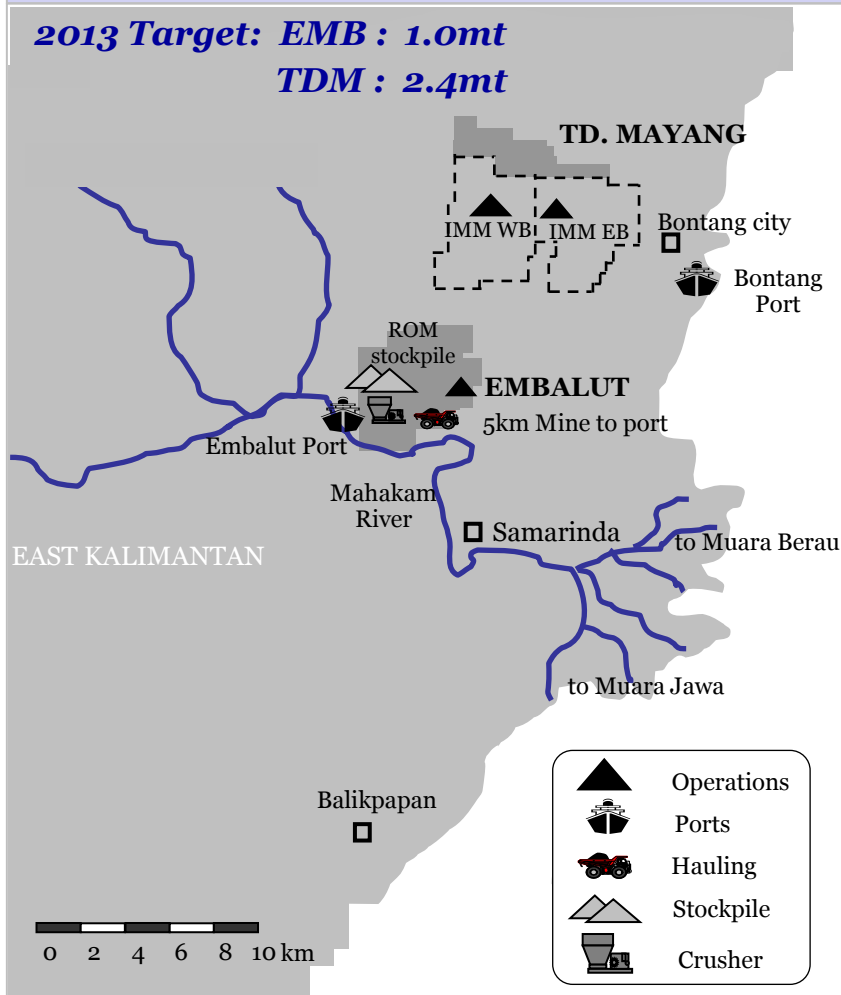 2013 Target: EMB : 1.0mt
TDM : 2.4mt
TD. MAYANG
IMM WB
IMM EB
Bontang city
Bontang
Port
ROM
stockpile
EMBALUT
5km Mine to port
Embalut Port
Mahakam
River
Samarinda
EAST KALIMANTAN
to Muara Berau
to Muara Jawa
Balikpapan
Operations
Ports
Hauling
Stockpile
Crusher
0 2 4 6 8 10 km